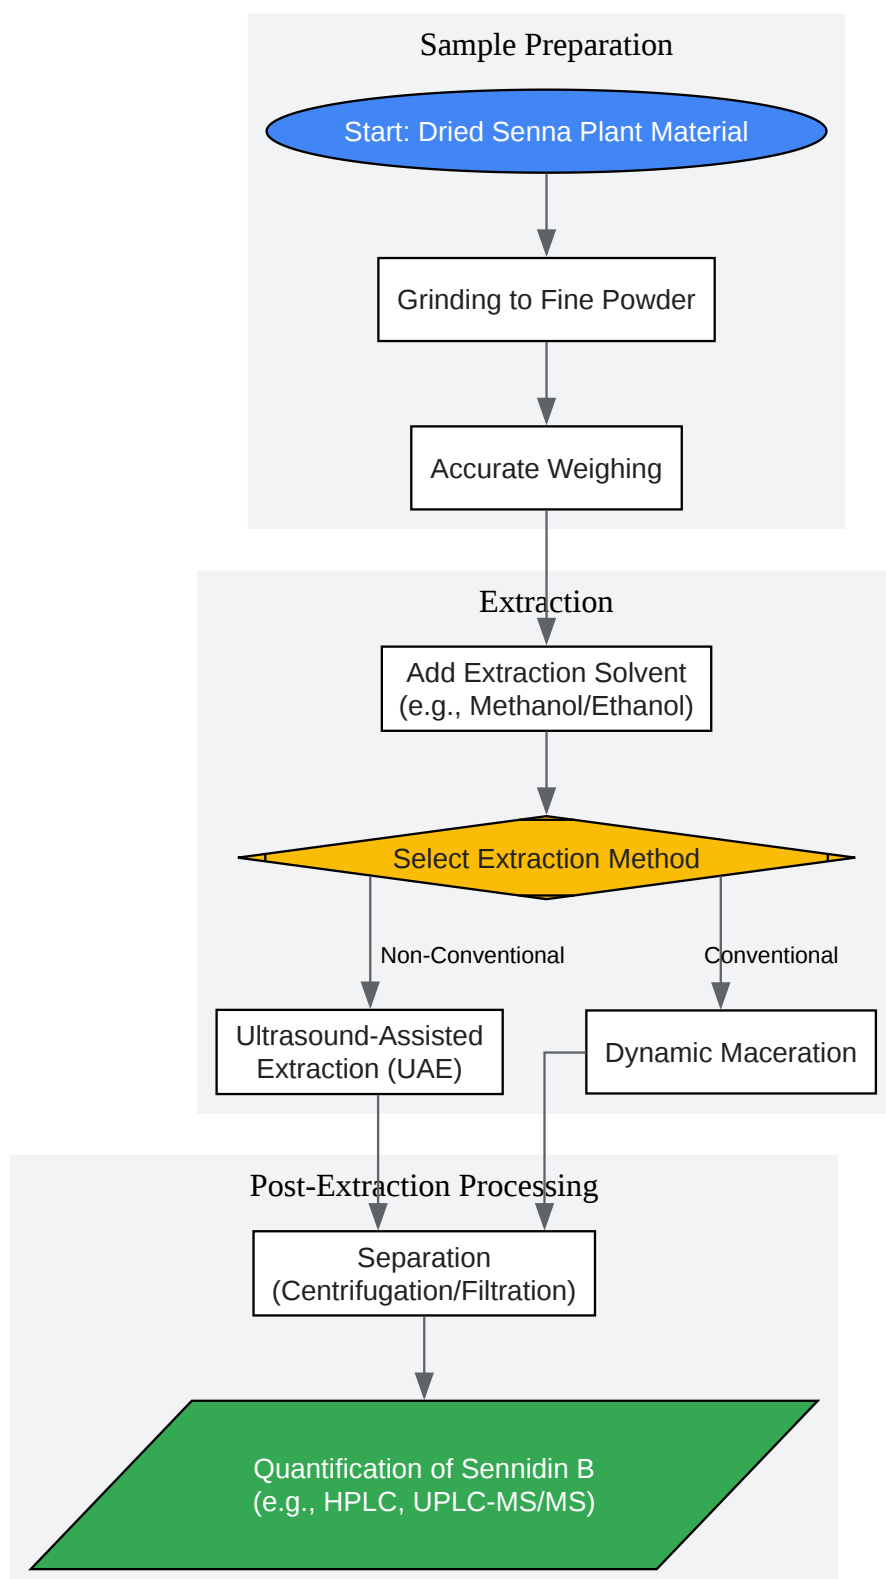 Sample Preparation
Start: Dried Senna Plant Material
Grinding to Fine Powder
Accurate Weighing
Extraction
Add Extraction Solvent
(e.g., Methanol/Ethanol)
Select Extraction Method
Non-Conventional
Conventional
Ultrasound-Assisted
Extraction (UAE)
Dynamic Maceration
Post-Extraction Processing
Separation
(Centrifugation/Filtration)
Quantification of Sennidin B
(e.g., HPLC, UPLC-MS/MS)